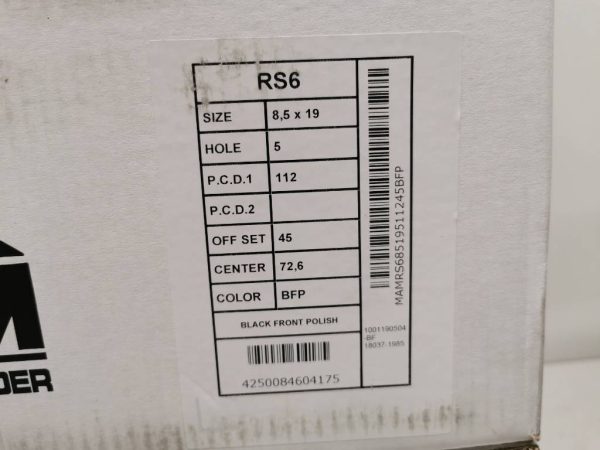 RS6
SIZE 8,5 x 19
HOLE 5
P.C.D.1 112
P.C.D.2
OFF SET 45
CENTER 72,6
COLOR BFP
BLACK FRONT POLISH
4250084604175
MAMRS68519511245BFP
1001190504
-BF
18037-1985
M
DER